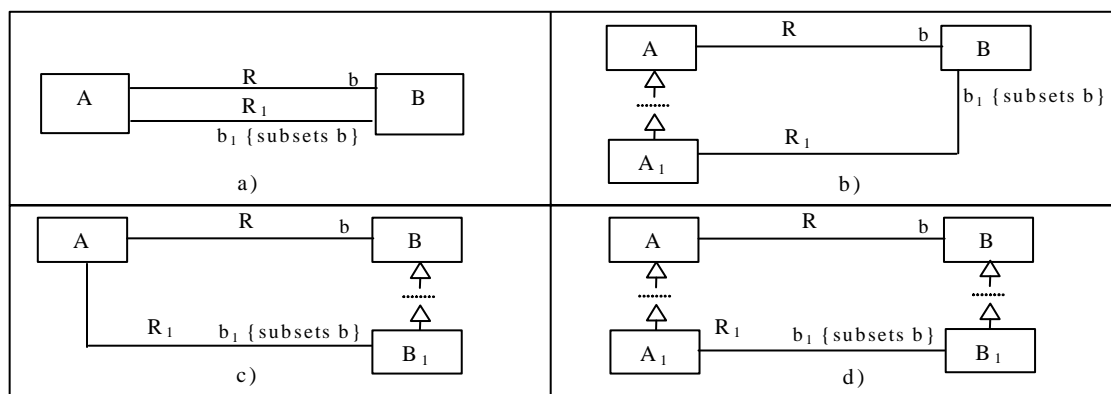 A
R
b
B
R₁
b₁ {subsets b}
a)
A
R
b
B
b₁ {subsets b}
A₁
R₁
b)
A
R
b
B
R₁
b₁ {subsets b}
B₁
c)
A
R
b
B
R₁
b₁ {subsets b}
A₁
B₁
d)